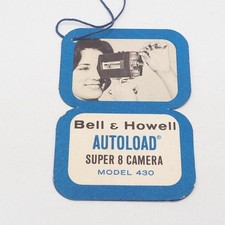 Bell & Howell
AUTOLOAD®
SUPER 8 CAMERA
MODEL 430